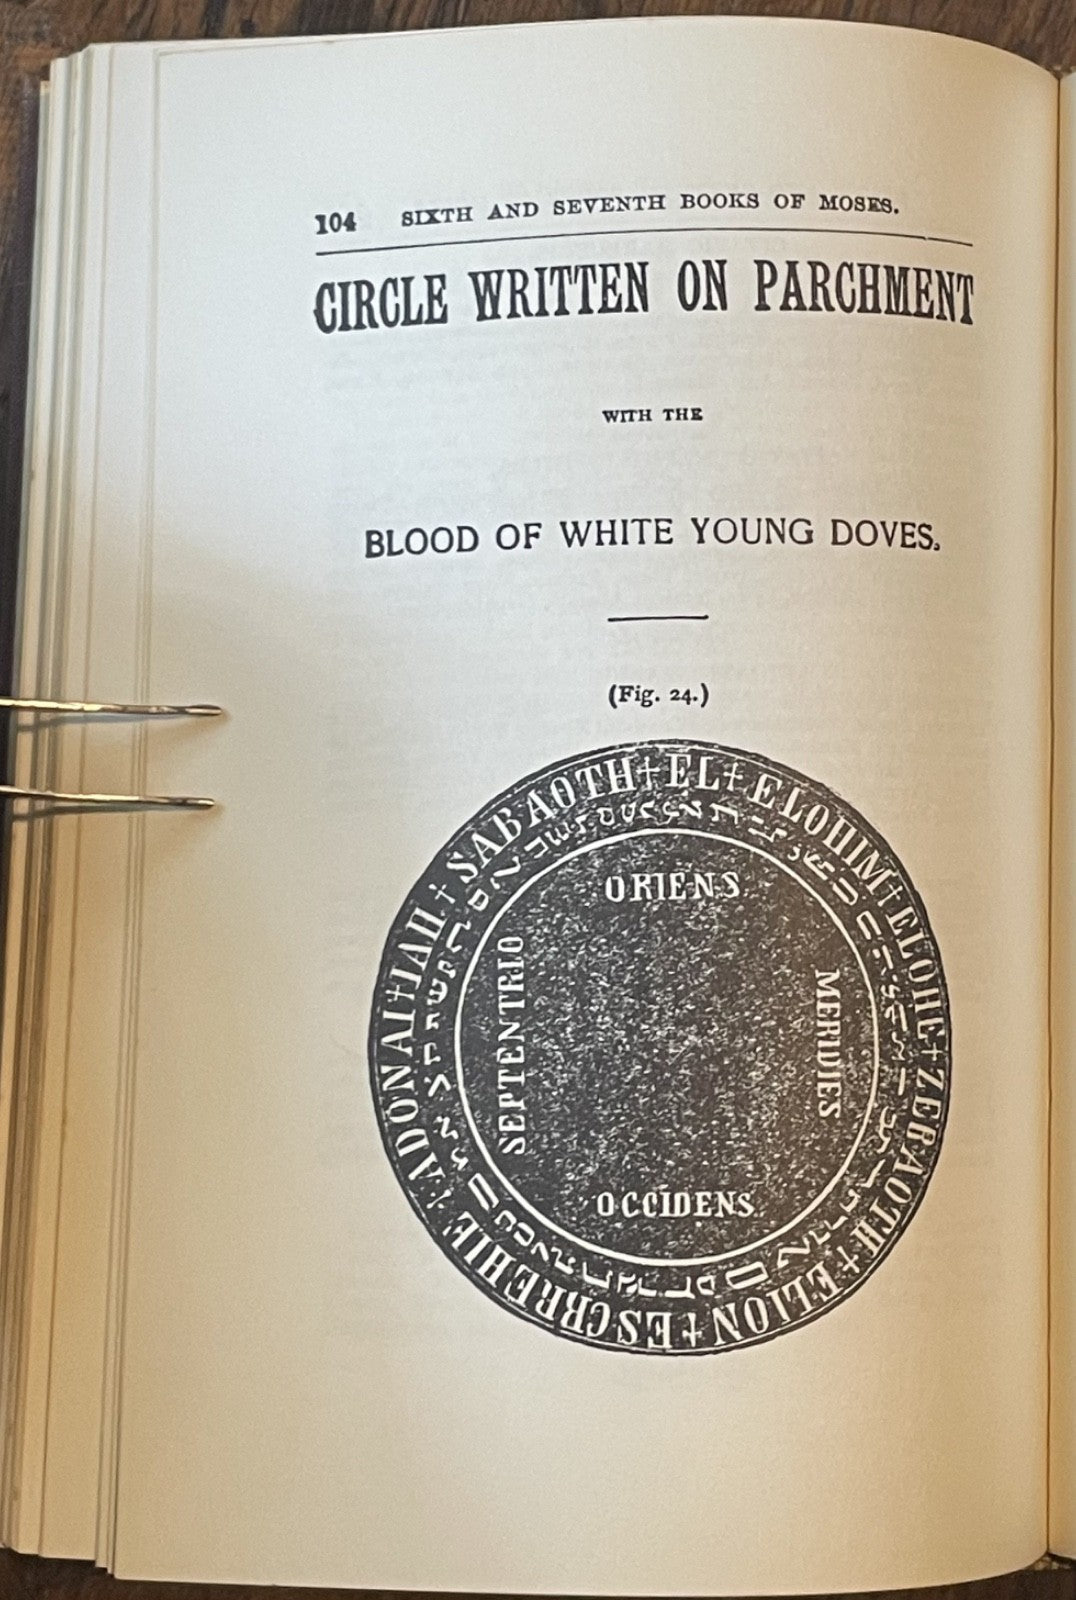 104 SIXTH AND SEVENTH BOOKS OF MOSES.
CIRCLE WRITTEN ON PARCHMENT
WITH THE
BLOOD OF WHITE YOUNG DOVES.
(Fig. 24.)
ADONAI†JAH † SABAOTH † EL † ELOHIM † ELOHE † ZEBAOTH † ELION † ESCREHIE †
ORIENS
SEPTENTRIO
MERIDIES
OCCIDENS